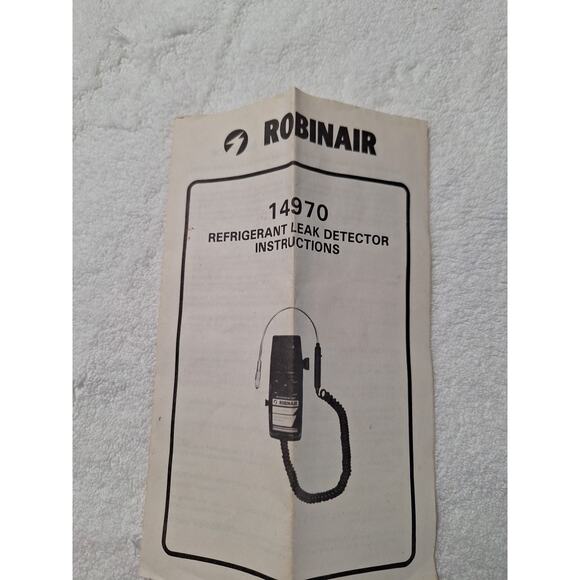 ROBINAIR
14970
REFRIGERANT LEAK DETECTOR
INSTRUCTIONS
ROBINAIR